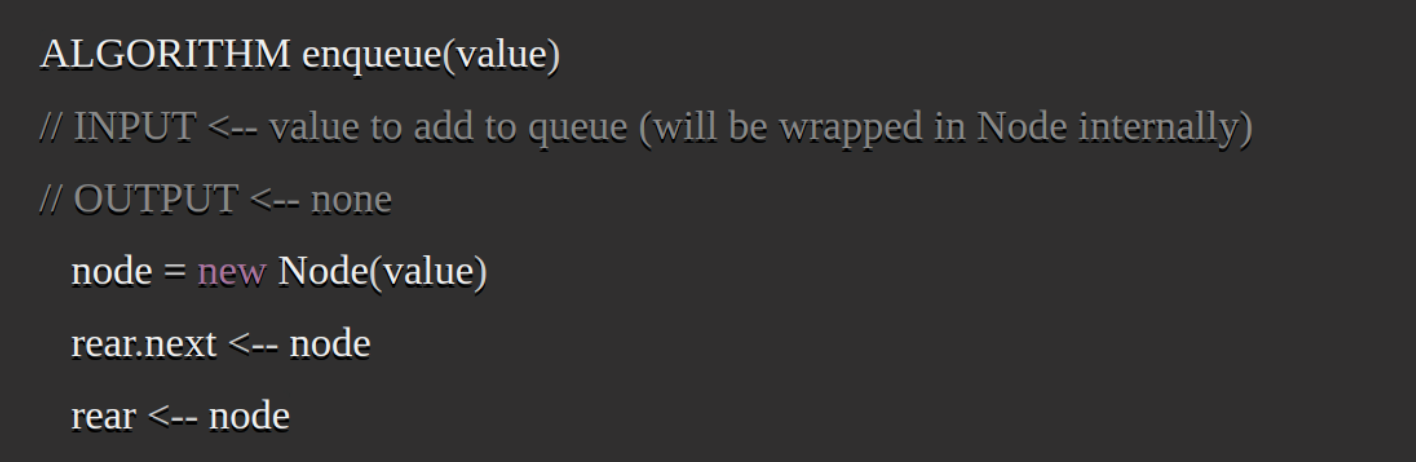 ALGORITHM enqueue(value)
// INPUT <-- value to add to queue (will be wrapped in Node internally)
// OUTPUT <-- none
node = new Node(value)
rear.next <-- node
rear <-- node